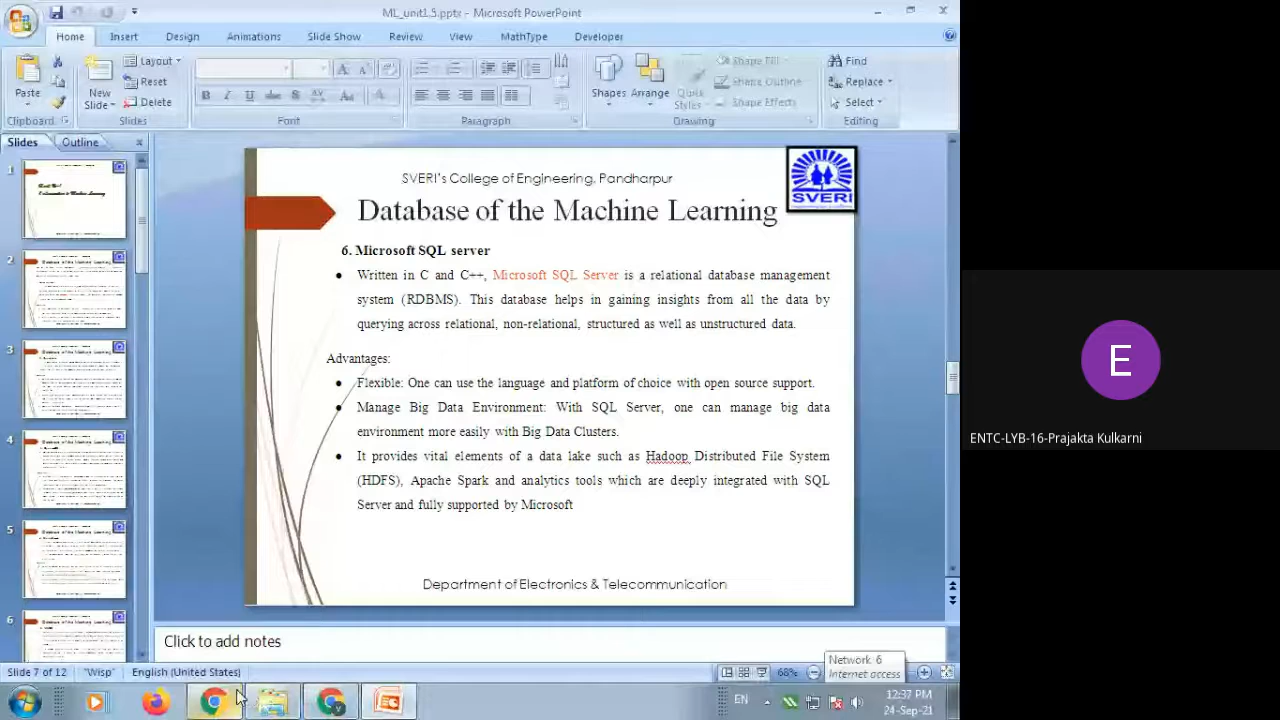 ML_unit1.5.pptx - Microsoft PowerPoint
Home Insert Design Animations Slide Show Review View MathType Developer
Paste
New Slide
Layout
Reset
Delete
Shapes Arrange Quick Styles
Shape Fill
Shape Outline
Shape Effects
Find
Replace
Select
Clipboard Slides Font Paragraph Drawing Editing
Slides Outline
1
2
3
4
5
6
SVERI's College of Engineering, Pandharpur
SVERI
Database of the Machine Learning
6. Microsoft SQL server
Written in C and C++ Microsoft SQL Server is a relational database management
system (RDBMS). This database helps in gaining insights from all the data by
querying across relational, non-relational, structured as well as unstructured data.
Advantages:
Flexible: One can use the language and platform of choice with open source support.
Manage Big Data Environment: With SQL Server, one can manage big data
environment more easily with Big Data Clusters.
It provides vital elements of a data lake such as Hadoop Distributed File System
(HDFS), Apache Spark and analytics tools which are deeply integrated with SQL
Server and fully supported by Microsoft
Department of Electronics & Telecommunication
Click to add notes
Slide 7 of 12 "Wisp" English (United States) 68%
Network 6
Internet access
EN
12:37 PM
24-Sep-21
E
ENTC-LYB-16-Prajakta Kulkarni